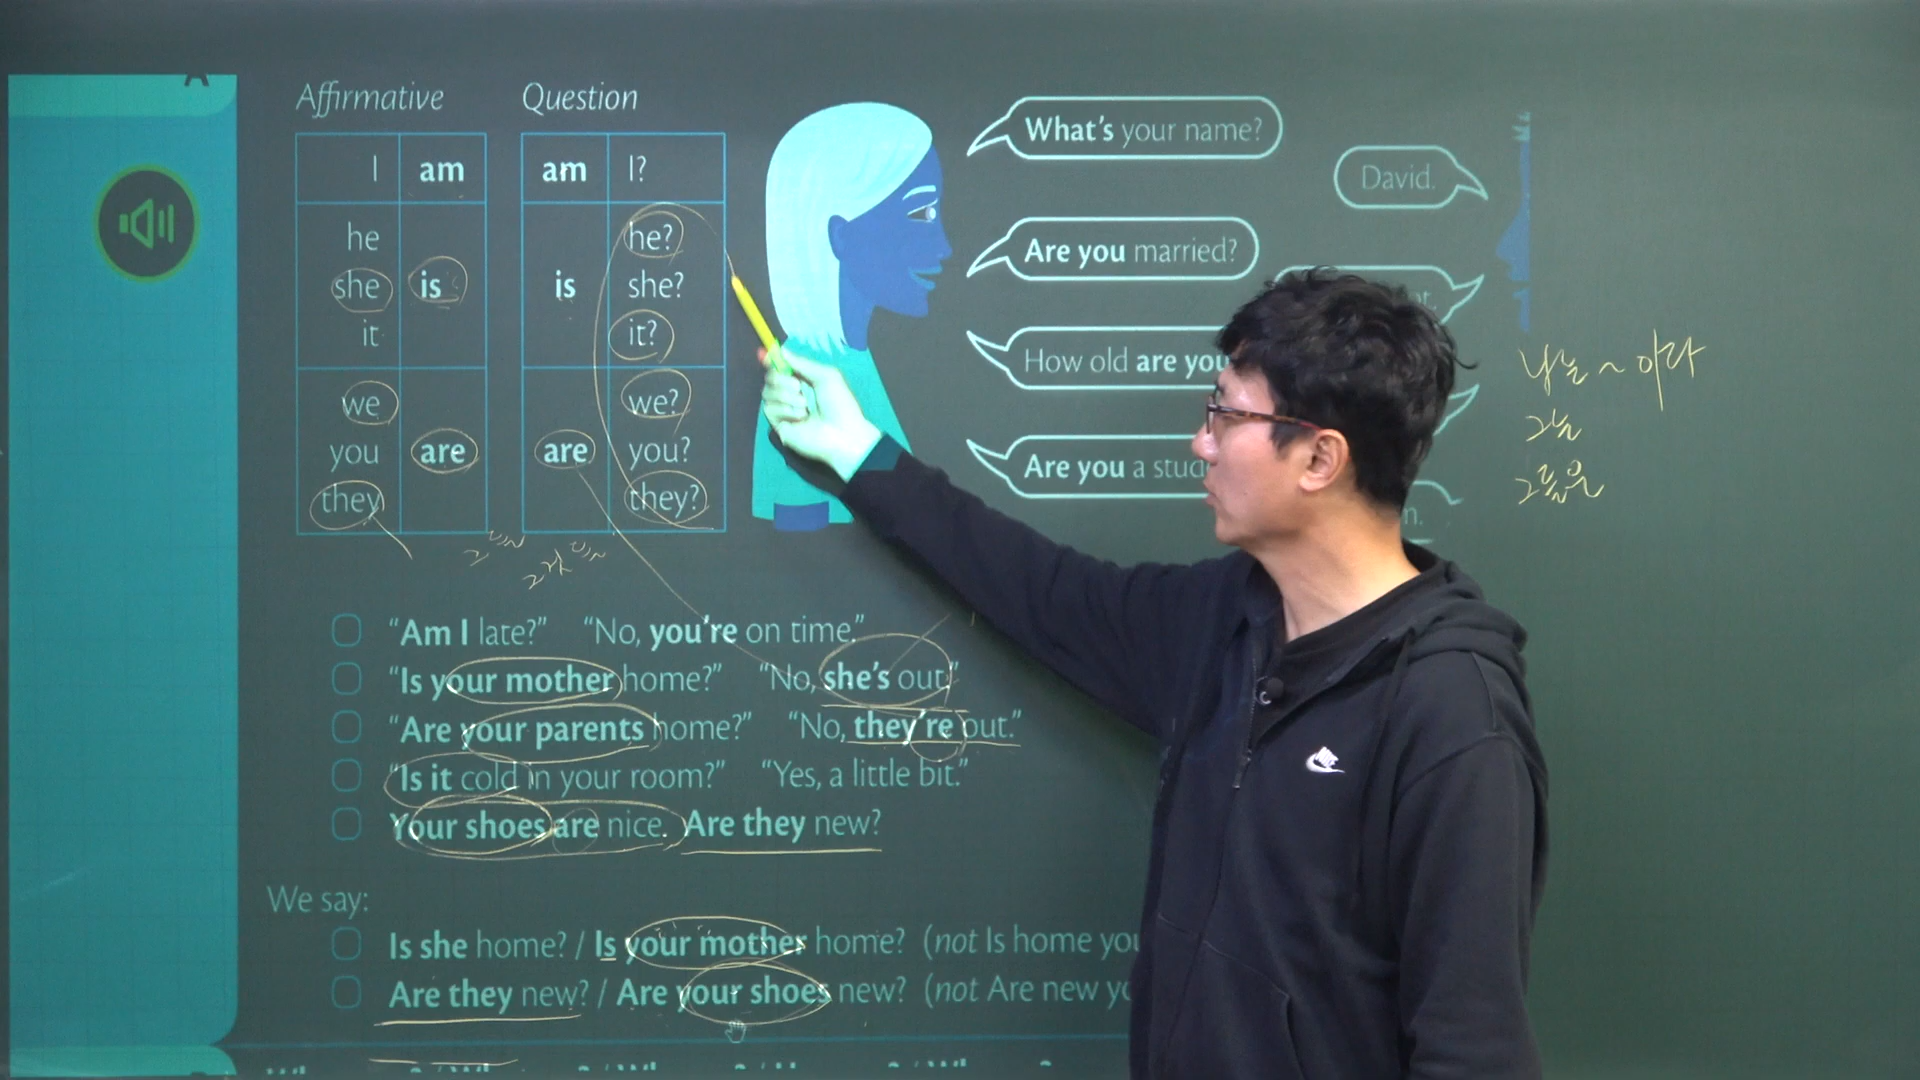 Affirmative
Question
I am
am I?
he
she is
it
is
he?
she?
it?
we
you are
they
are
we?
you?
they?
What's your name?
David.
Are you married?
How old are you
Are you a stud
n.
나는 ~ 이다
그는
그들은
그는
"Am I late?" "No, you're on time."
"Is your mother home?" "No, she's out."
"Are your parents home?" "No, they're out."
"Is it cold in your room?" "Yes, a little bit."
Your shoes are nice. Are they new?
We say:
Is she home? / Is your mother home? (not Is home you
Are they new? / Are your shoes new? (not Are new yo
NIKE